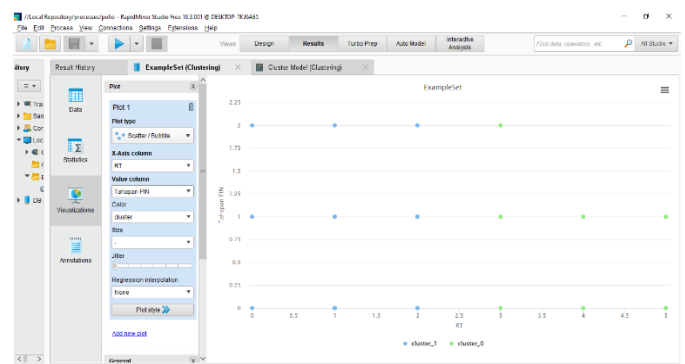 //Local Repository/processes/polio - RapidMiner Studio Free 10.3.001 @ DESKTOP-TKJ6A85
File Edit Process View Connections Settings Extensions Help
Views: Design Results Turbo Prep Auto Model Interactive Analysis Find data, operators...etc All Studio
Result History ExampleSet (Clustering) Cluster Model (Clustering)
Data
Statistics
Visualizations
Annotations
Plot
Plot 1
Plot type
Scatter / Bubble
X-Axis column
RT
Value column
Tahapan PIN
Color
cluster
Size
-
Jitter
Regression interpolation
None
Plot style
Add new plot
General
ExampleSet
Tahapan PIN
2.25
2
1.75
1.5
1.25
1
0.75
0.5
0.25
0
0 0.5 1 1.5 2 2.5 3 3.5 4 4.5 5
RT
cluster_1 cluster_0